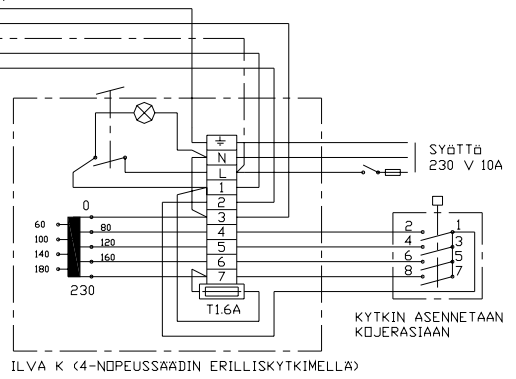 N
L
1
2
3
4
5
6
7
T1.6A
SYÖTTÖ
230 V 10A
0
60
80
100
120
140
160
180
230
2 1
4 3
6 5
8 7
KYTKIN ASENNETAAN
KOJERASIAAN
ILVA K (4-NOPEUSSÄÄDIN ERILLISKYTKIMELLÄ)